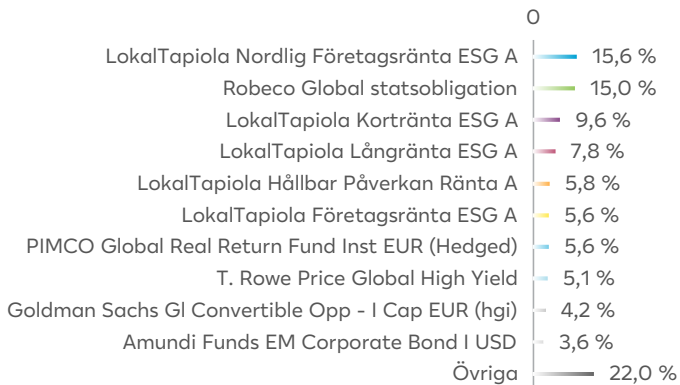 0
LokalTapiola Nordlig Företagsränta ESG A 15,6 %
Robeco Global statsobligation 15,0 %
LokalTapiola Kortränta ESG A 9,6 %
LokalTapiola Långränta ESG A 7,8 %
LokalTapiola Hållbar Påverkan Ränta A 5,8 %
LokalTapiola Företagsränta ESG A 5,6 %
PIMCO Global Real Return Fund Inst EUR (Hedged) 5,6 %
T. Rowe Price Global High Yield 5,1 %
Goldman Sachs Gl Convertible Opp - I Cap EUR (hgi) 4,2 %
Amundi Funds EM Corporate Bond I USD 3,6 %
Övriga 22,0 %